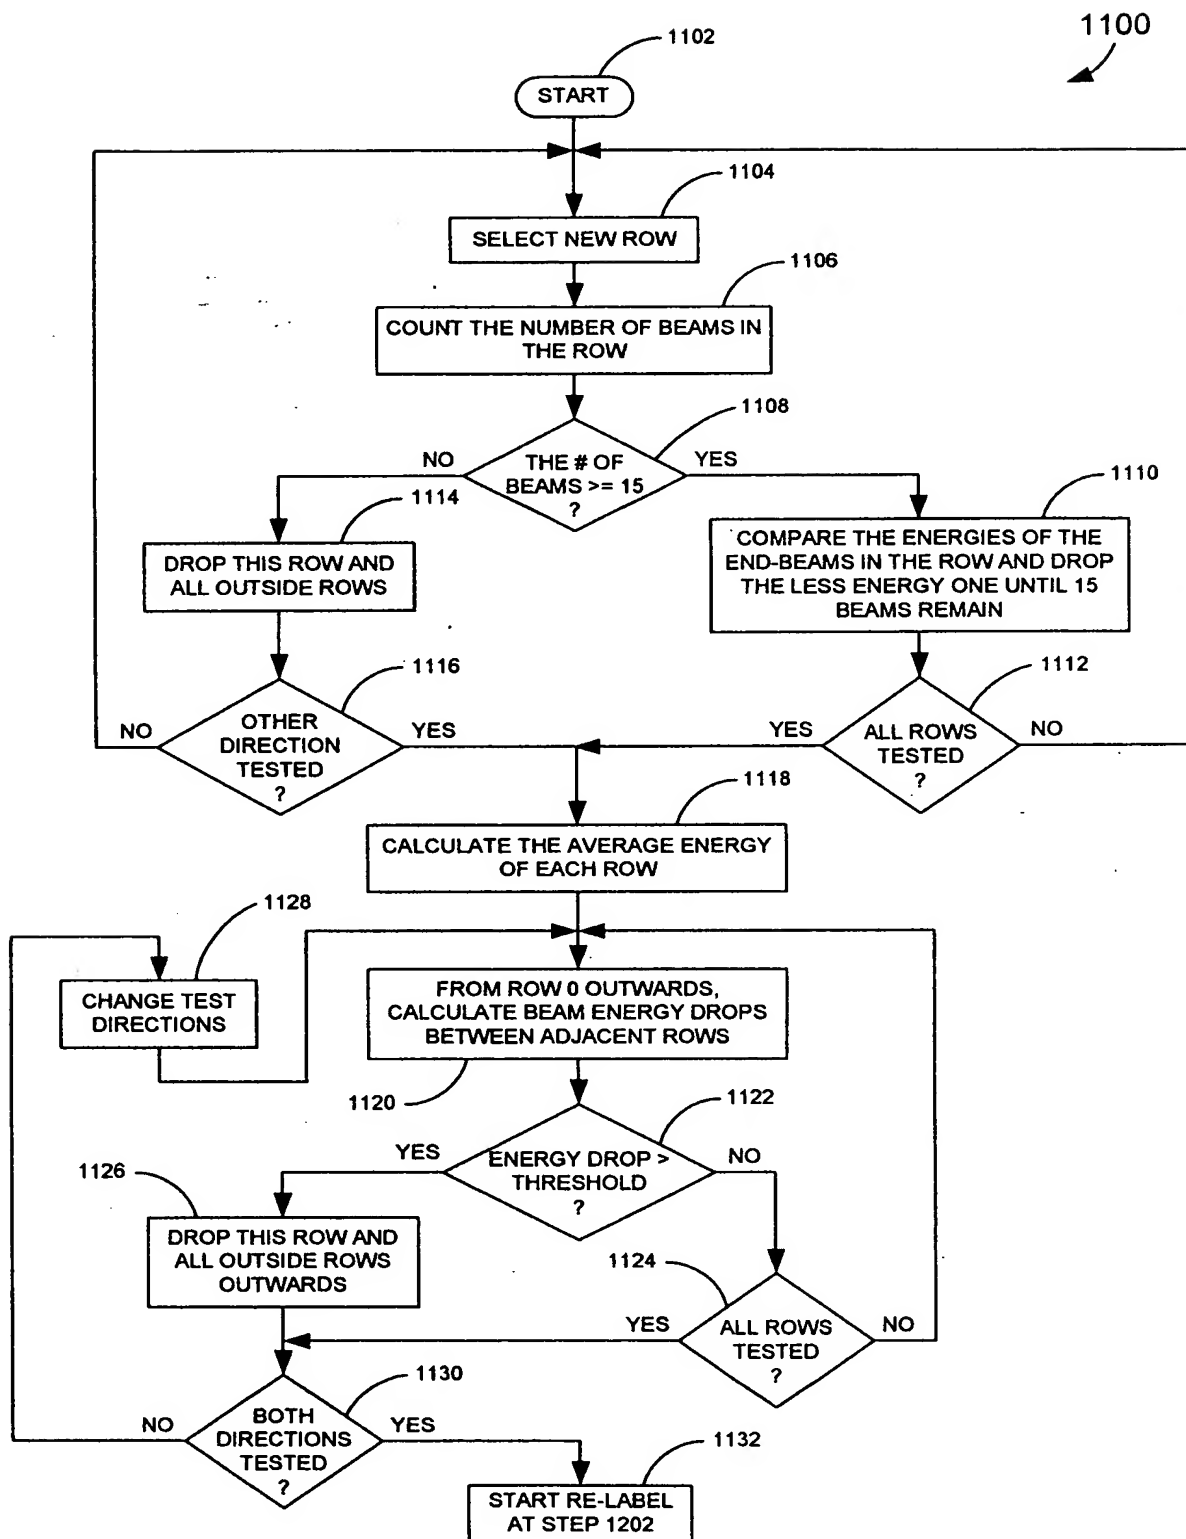 1100
1102
START
1104
SELECT NEW ROW
1106
COUNT THE NUMBER OF BEAMS IN
THE ROW
1108
NO
THE # OF
BEAMS >= 15
?
YES
1110
1114
DROP THIS ROW AND
ALL OUTSIDE ROWS
COMPARE THE ENERGIES OF THE
END-BEAMS IN THE ROW AND DROP
THE LESS ENERGY ONE UNTIL 15
BEAMS REMAIN
1116
1112
NO
OTHER
DIRECTION
TESTED
?
YES
YES
ALL ROWS
TESTED
?
NO
1118
CALCULATE THE AVERAGE ENERGY
OF EACH ROW
1128
CHANGE TEST
DIRECTIONS
FROM ROW 0 OUTWARDS,
CALCULATE BEAM ENERGY DROPS
BETWEEN ADJACENT ROWS
1120
1122
YES
ENERGY DROP >
THRESHOLD
?
NO
1126
DROP THIS ROW AND
ALL OUTSIDE ROWS
OUTWARDS
1124
YES
ALL ROWS
TESTED
?
NO
1130
NO
BOTH
DIRECTIONS
TESTED
?
YES
1132
START RE-LABEL
AT STEP 1202